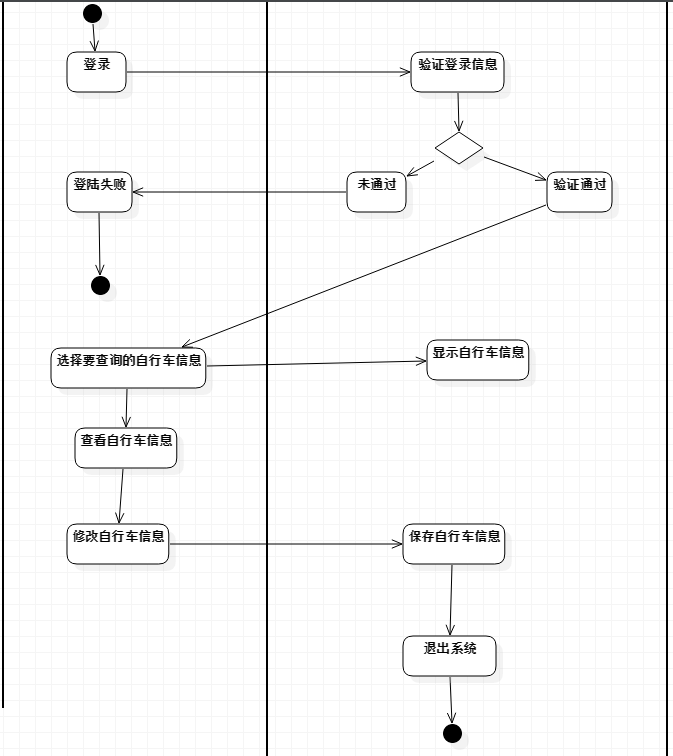 登录
验证登录信息
登陆失败
未通过
验证通过
选择要查询的自行车信息
显示自行车信息
查看自行车信息
修改自行车信息
保存自行车信息
退出系统